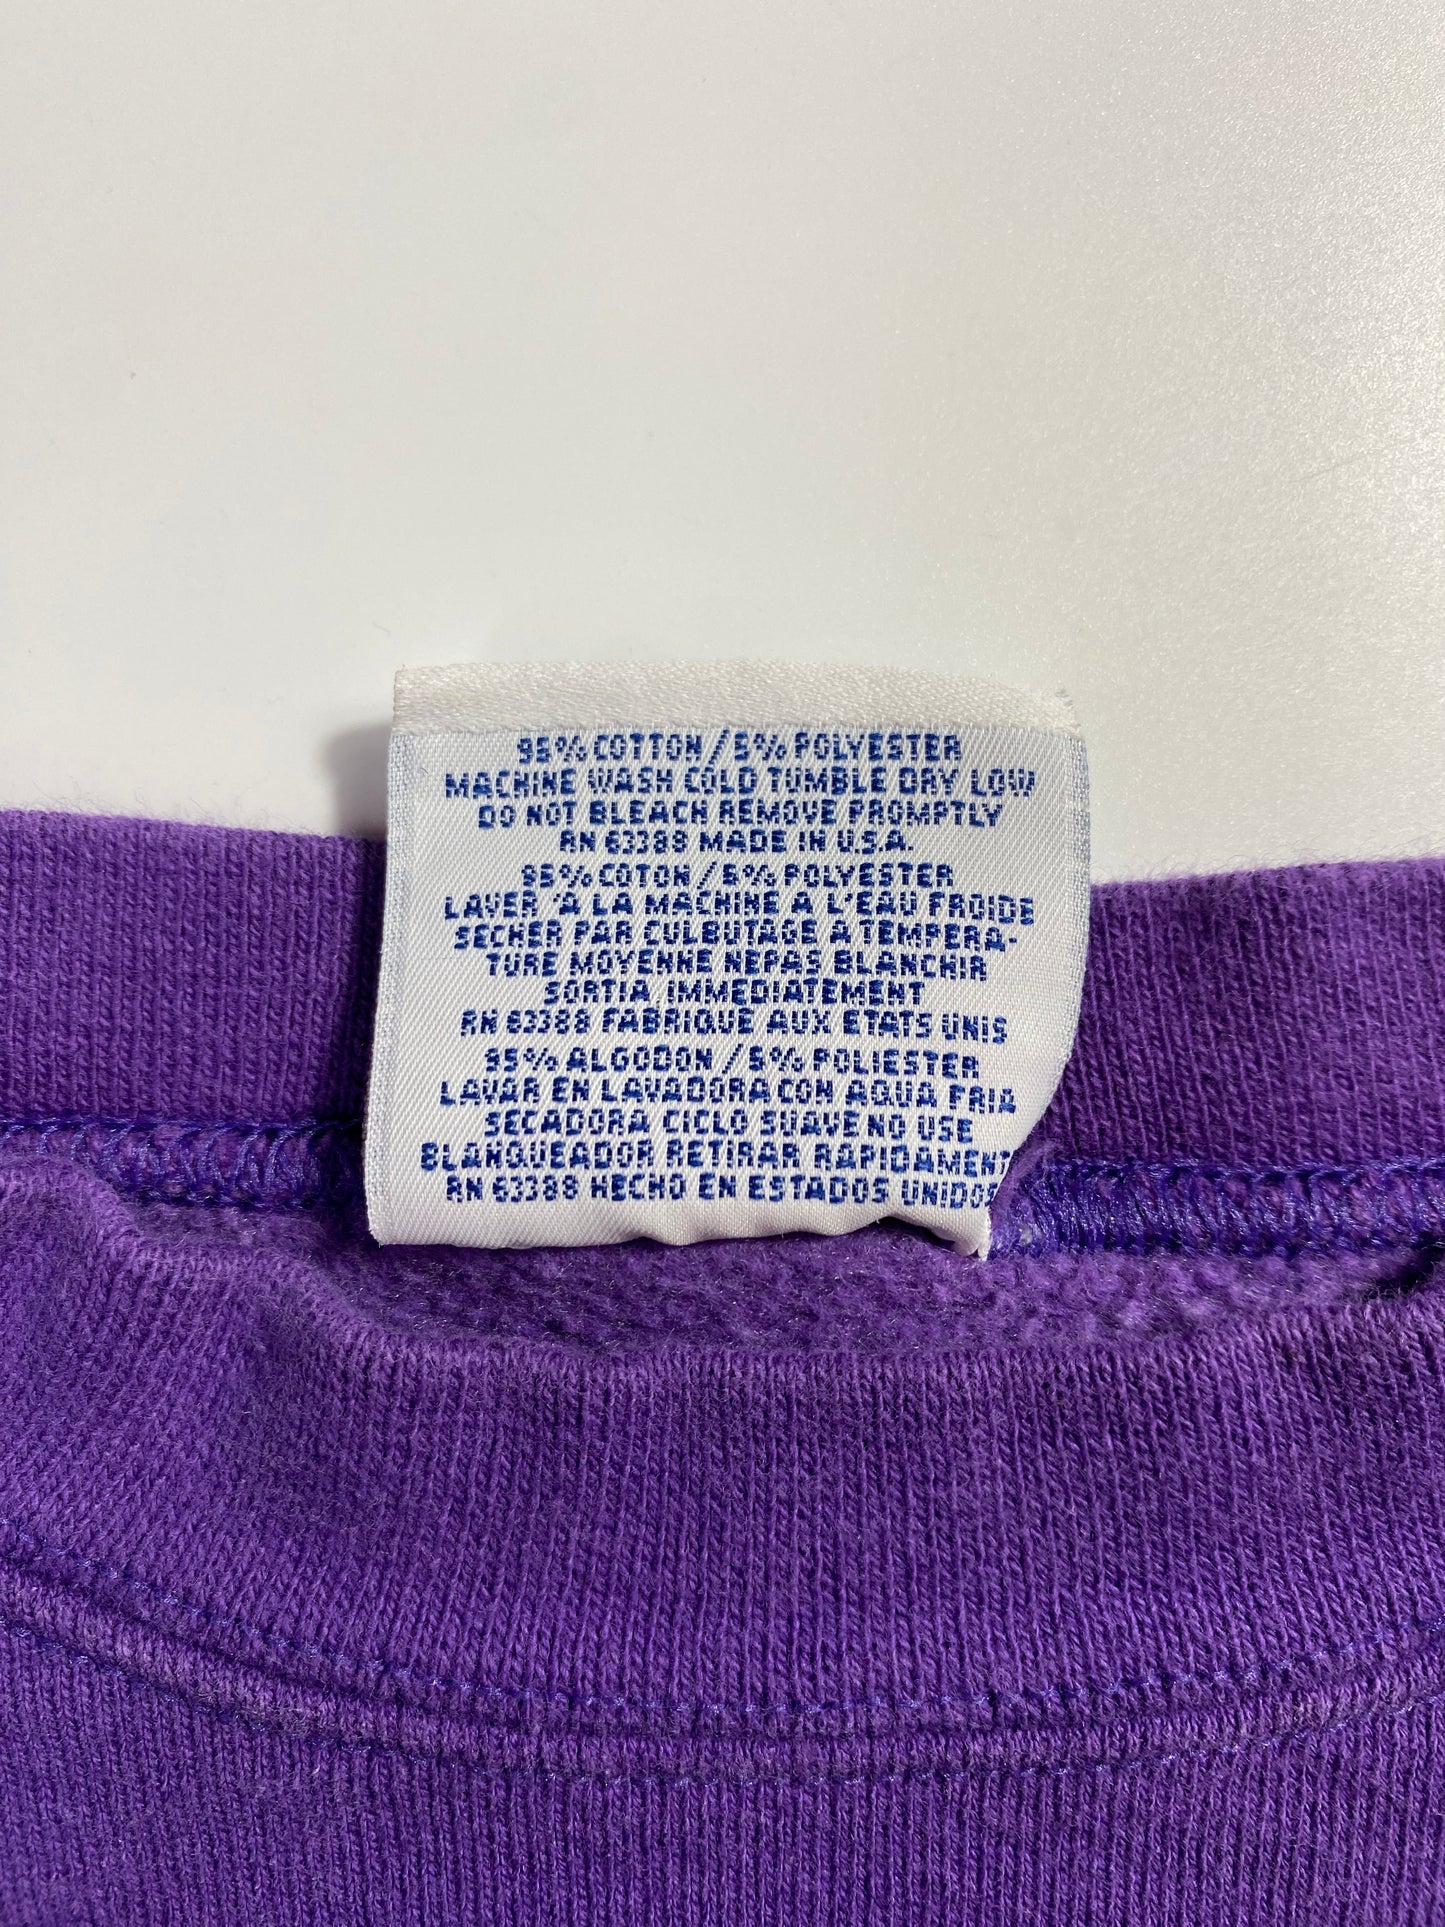 95% COTTON / 5% POLYESTER
MACHINE WASH COLD TUMBLE DRY LOW
DO NOT BLEACH REMOVE PROMPTLY
RN 63388 MADE IN U.S.A.
95% COTON / 5% POLYESTER
LAVER 'A LA MACHINE A L'EAU FROIDE
SECHER PAR CULBUTAGE A TEMPERA-
TURE MOYENNE NEPAS BLANCHIR
SORTIA IMMEDIATEMENT
RN 63388 FABRIQUE AUX ETATS UNIS
95% ALGODON / 5% POLIESTER
LAVAR EN LAVADORA CON AQUA FRIA
SECADORA CICLO SUAVE NO USE
BLANQUEADOR RETIRAR RAPIDAMENT
RN 63388 HECHO EN ESTADOS UNIDOS